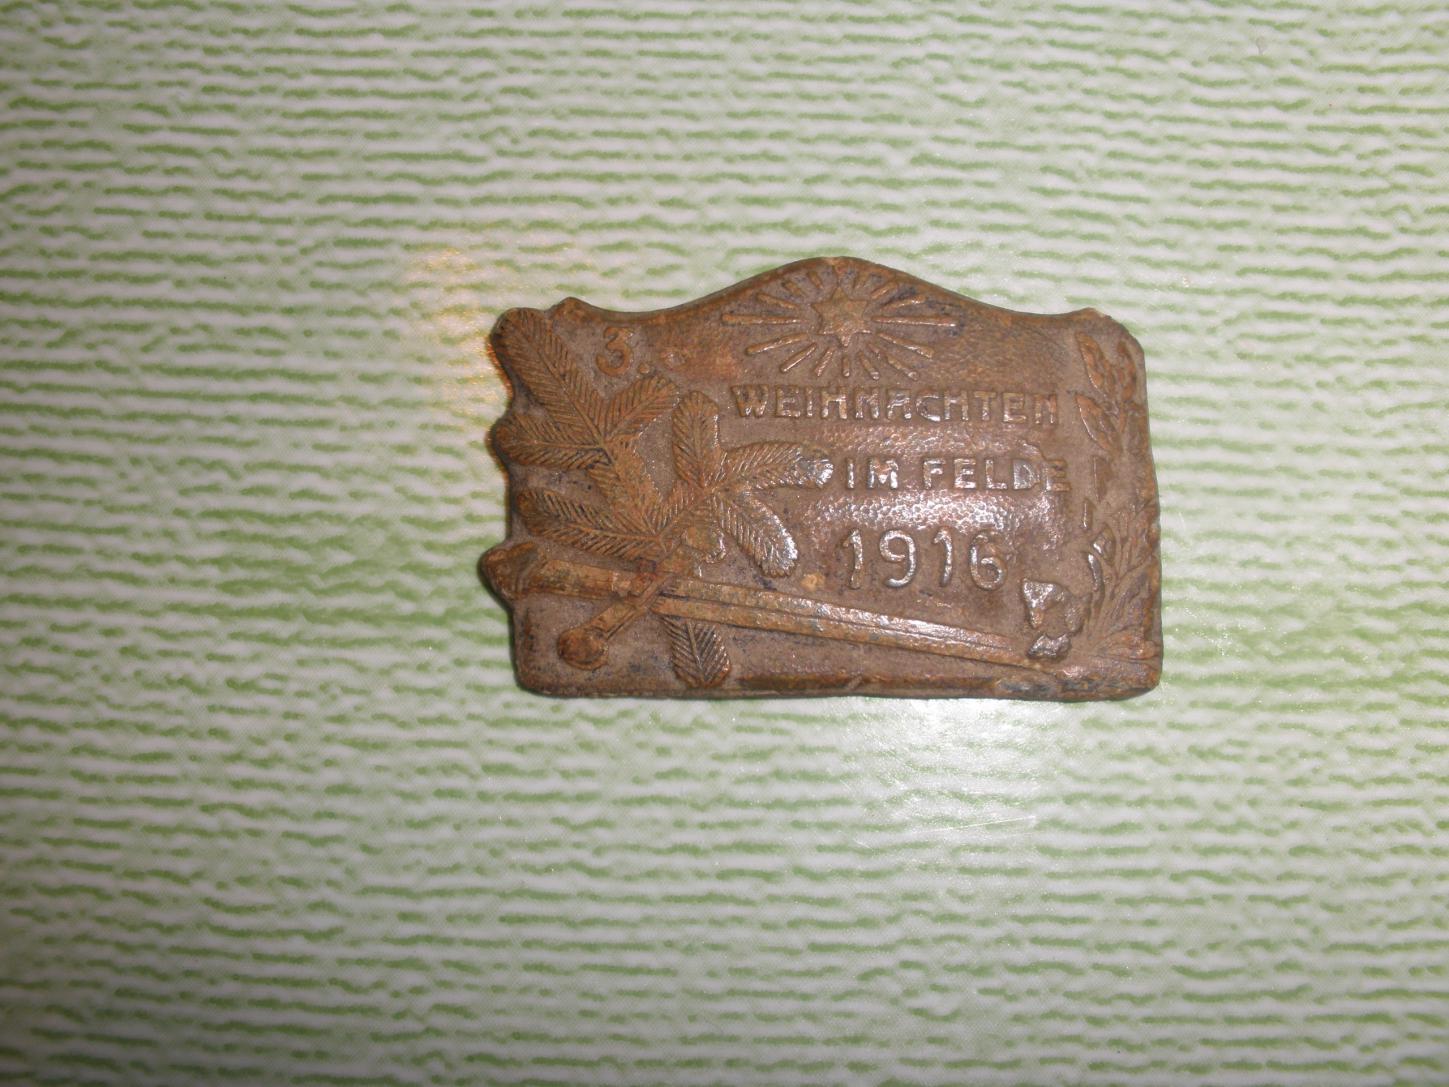 3.
WEIHNACHTEN
IM FELDE
1916